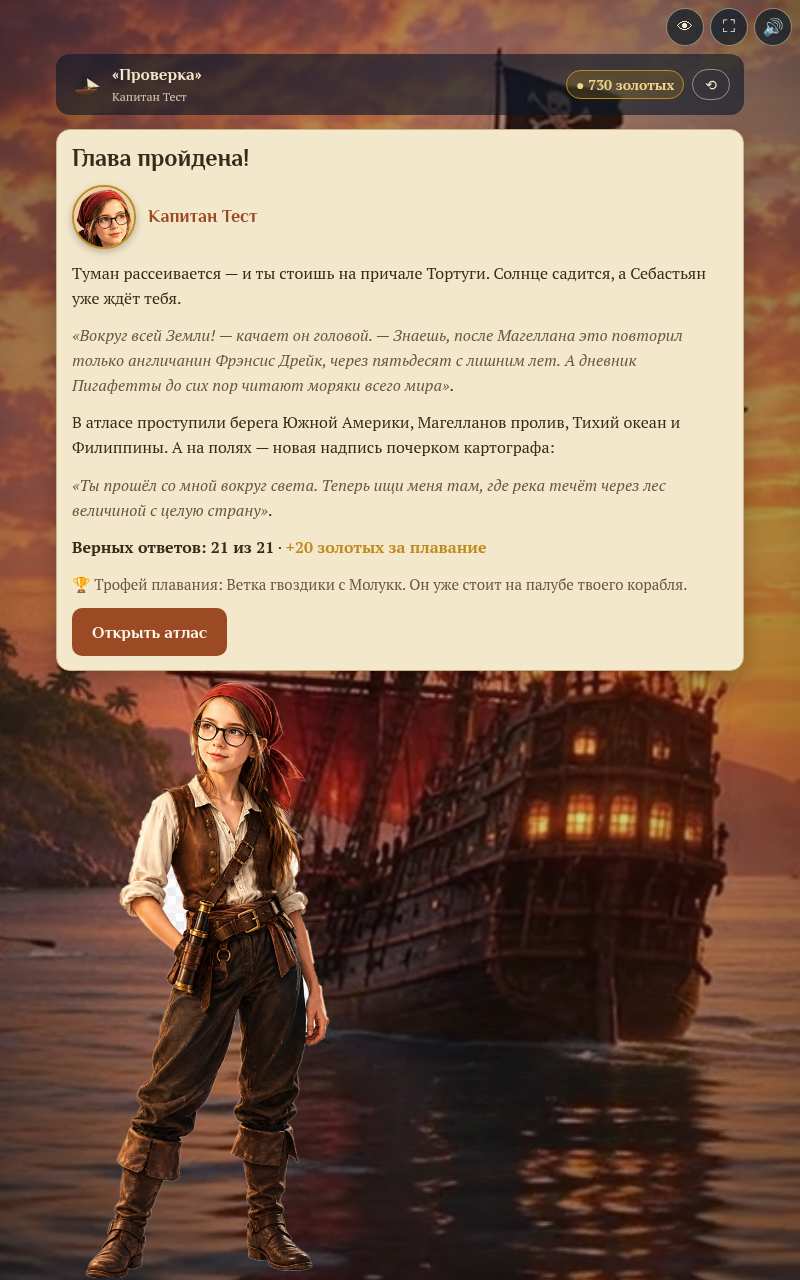 «Проверка»
Капитан Тест
● 730 золотых
⟲
Глава пройдена!
Капитан Тест
Туман рассеивается — и ты стоишь на причале Тортуги. Солнце садится, а Себастьян
уже ждёт тебя.
«Вокруг всей Земли! — качает он головой. — Знаешь, после Магеллана это повторил
только англичанин Фрэнсис Дрейк, через пятьдесят с лишним лет. А дневник
Пигафетты до сих пор читают моряки всего мира».
В атласе проступили берега Южной Америки, Магелланов пролив, Тихий океан и
Филиппины. А на полях — новая надпись почерком картографа:
«Ты прошёл со мной вокруг света. Теперь ищи меня там, где река течёт через лес
величиной с целую страну».
Верных ответов: 21 из 21 · +20 золотых за плавание
🏆 Трофей плавания: Ветка гвоздики с Молукк. Он уже стоит на палубе твоего корабля.
Открыть атлас